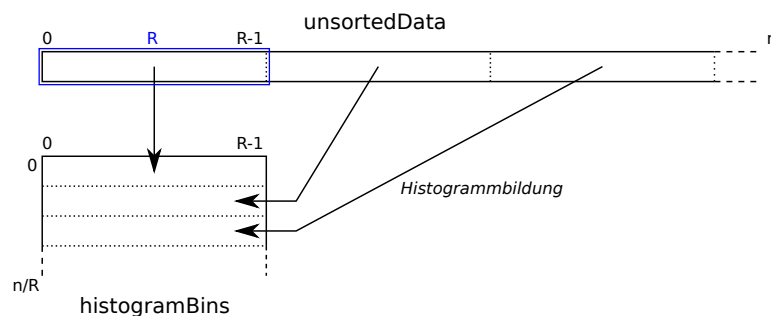 unsortedData
0 R R-1
0 R-1
0
Histogrammbildung
n/R
histogramBins